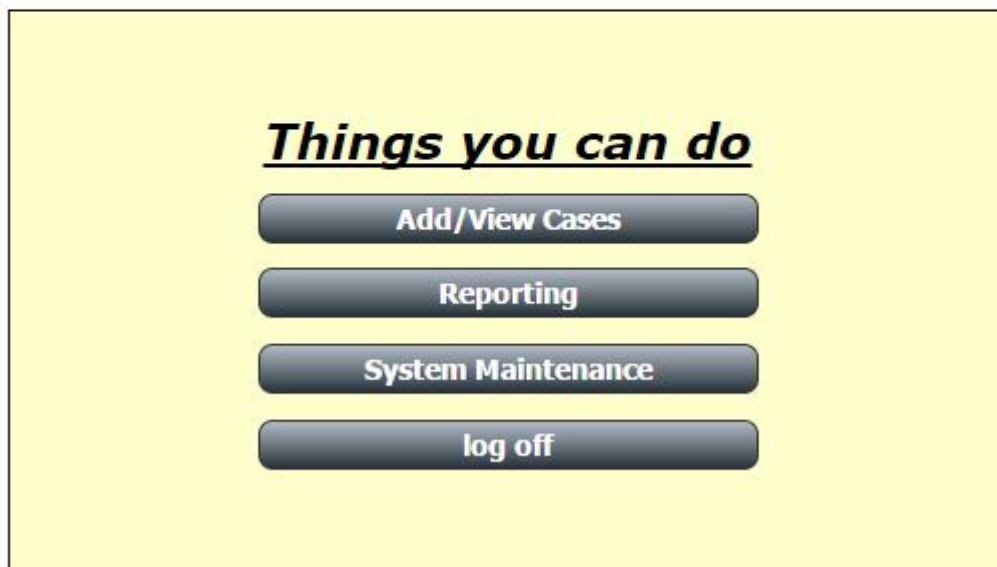 Things you can do
Add/View Cases
Reporting
System Maintenance
log off